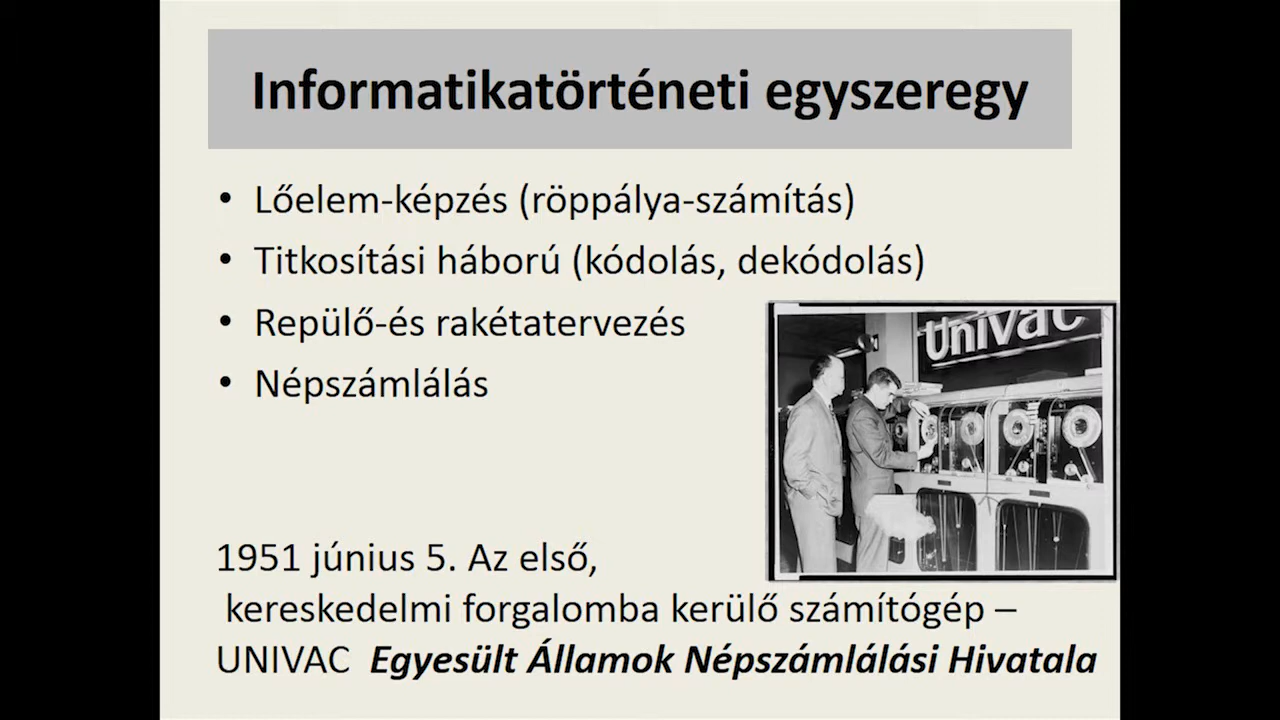 Informatikatörténeti egyszeregy
• Lőelem-képzés (röppálya-számítás)
• Titkosítási háború (kódolás, dekódolás)
• Repülő-és rakétatervezés
• Népszámlálás
Univac
1951 június 5. Az első,
kereskedelmi forgalomba kerülő számítógép –
UNIVAC Egyesült Államok Népszámlálási Hivatala